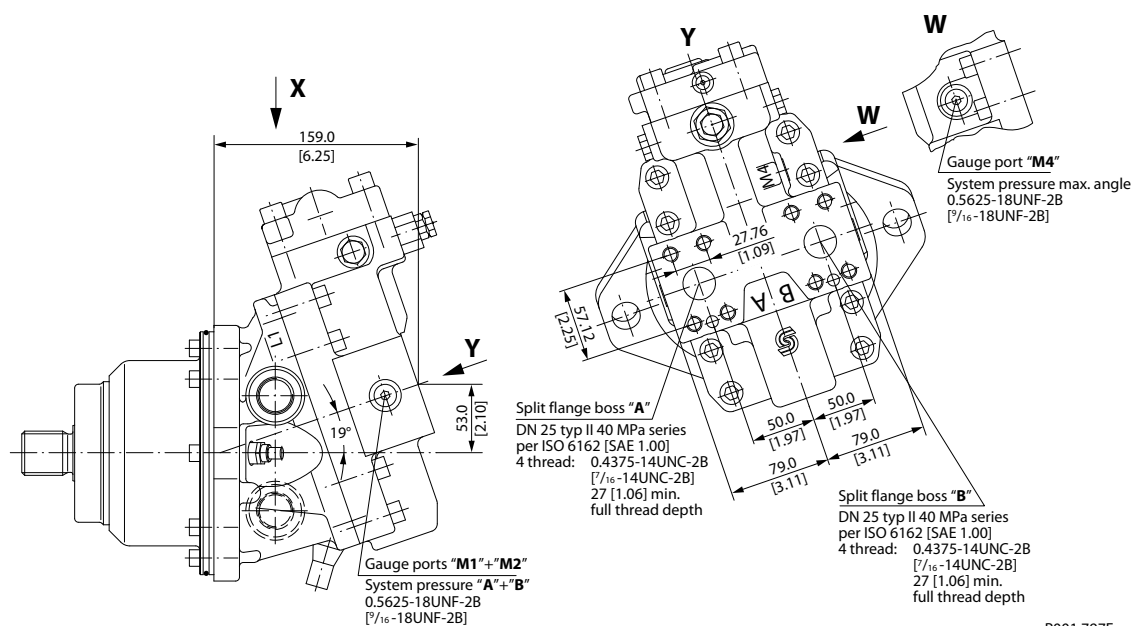 X
159.0
[6.25]
L1
19°
Y
53.0
[2.10]
Gauge ports "M1"+"M2"
System pressure "A"+"B"
0.5625-18UNF-2B
[9/16-18UNF-2B]
Y
W
W
M4
Gauge port "M4"
System pressure max. angle
0.5625-18UNF-2B
[9/16-18UNF-2B]
27.76
[1.09]
57.12
[2.25]
B A
50.0
[1.97]
50.0
[1.97]
79.0
[3.11]
79.0
[3.11]
Split flange boss "A"
DN 25 typ II 40 MPa series
per ISO 6162 [SAE 1.00]
4 thread: 0.4375-14UNC-2B
[7/16-14UNC-2B]
27 [1.06] min.
full thread depth
Split flange boss "B"
DN 25 typ II 40 MPa series
per ISO 6162 [SAE 1.00]
4 thread: 0.4375-14UNC-2B
[7/16-14UNC-2B]
27 [1.06] min.
full thread depth